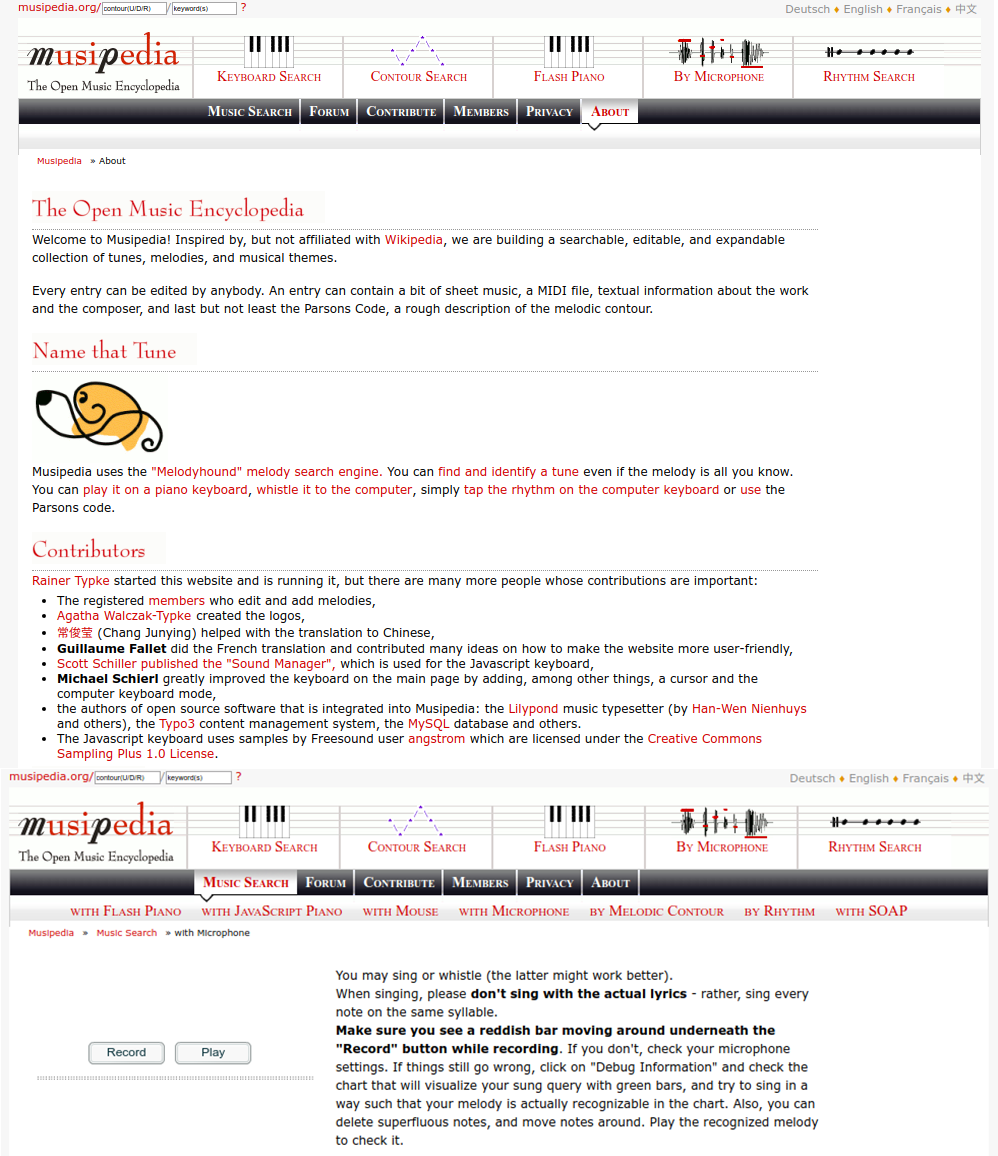 musipedia.org/ contour(U/D/R) / keyword(s) ?
Deutsch ♦ English ♦ Français ♦ 中文
musipedia
The Open Music Encyclopedia
Keyboard Search
Contour Search
Flash Piano
By Microphone
Rhythm Search
Music Search Forum Contribute Members Privacy About
Musipedia » About
The Open Music Encyclopedia
Welcome to Musipedia! Inspired by, but not affiliated with Wikipedia, we are building a searchable, editable, and expandable
collection of tunes, melodies, and musical themes.
Every entry can be edited by anybody. An entry can contain a bit of sheet music, a MIDI file, textual information about the work
and the composer, and last but not least the Parsons Code, a rough description of the melodic contour.
Name that Tune
Musipedia uses the "Melodyhound" melody search engine. You can find and identify a tune even if the melody is all you know.
You can play it on a piano keyboard, whistle it to the computer, simply tap the rhythm on the computer keyboard or use the
Parsons code.
Contributors
Rainer Typke started this website and is running it, but there are many more people whose contributions are important:
• The registered members who edit and add melodies,
• Agatha Walczak-Typke created the logos,
• 常俊莹 (Chang Junying) helped with the translation to Chinese,
• Guillaume Fallet did the French translation and contributed many ideas on how to make the website more user-friendly,
• Scott Schiller published the "Sound Manager", which is used for the Javascript keyboard,
• Michael Schierl greatly improved the keyboard on the main page by adding, among other things, a cursor and the
computer keyboard mode,
• the authors of open source software that is integrated into Musipedia: the Lilypond music typesetter (by Han-Wen Nienhuys
and others), the Typo3 content management system, the MySQL database and others.
• The Javascript keyboard uses samples by Freesound user angstrom which are licensed under the Creative Commons
Sampling Plus 1.0 License.
musipedia.org/ contour(U/D/R) / keyword(s) ?
Deutsch ♦ English ♦ Français ♦ 中文
musipedia
The Open Music Encyclopedia
Keyboard Search
Contour Search
Flash Piano
By Microphone
Rhythm Search
Music Search Forum Contribute Members Privacy About
with Flash Piano with JavaScript Piano with Mouse with Microphone by Melodic Contour by Rhythm with SOAP
Musipedia » Music Search » with Microphone
Record Play
You may sing or whistle (the latter might work better).
When singing, please don't sing with the actual lyrics - rather, sing every
note on the same syllable.
Make sure you see a reddish bar moving around underneath the
"Record" button while recording. If you don't, check your microphone
settings. If things still go wrong, click on "Debug Information" and check the
chart that will visualize your sung query with green bars, and try to sing in a
way such that your melody is actually recognizable in the chart. Also, you can
delete superfluous notes, and move notes around. Play the recognized melody
to check it.